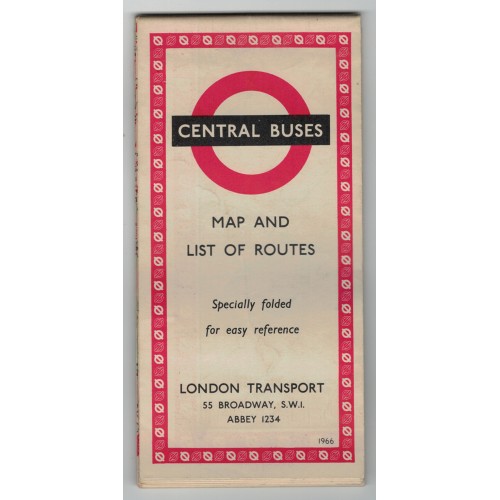 CENTRAL BUSES
MAP AND
LIST OF ROUTES
Specially folded
for easy reference
LONDON TRANSPORT
55 BROADWAY, S.W.I.
ABBEY 1234
1966